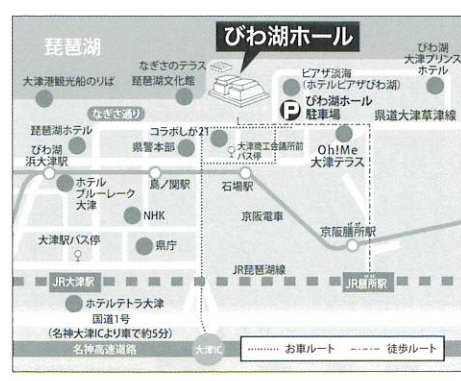 琵琶湖
びわ湖ホール
びわ湖
大津プリンス
ホテル
なぎさのテラス
琵琶湖文化館
大津港観光船のりば
ピアザ淡海
(ホテルピアザびわ湖)
P
びわ湖ホール
駐車場
県道大津草津線
なぎさ通り
琵琶湖ホテル
コラボしが21
県警本部
大津商工会議所前
バス停
Oh!Me
大津テラス
びわ湖
浜大津駅
島ノ関駅
石場駅
ホテル
ブルーレーク
大津
NHK
京阪電車
京阪膳所駅
大津駅バス停
県庁
JR琵琶湖線
JR大津駅
JR膳所駅
ホテルテトラ大津
国道1号
(名神大津ICより車で約5分)
名神高速道路
大津IC
お車ルート
徒歩ルート